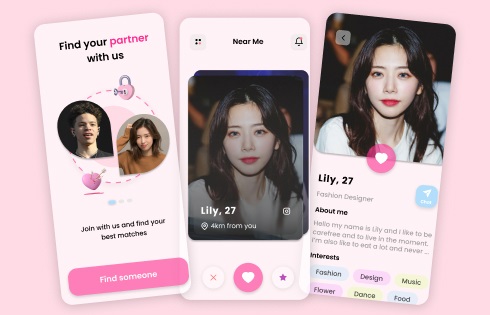 Find your partner
with us
Join with us and find your
best matches
Find someone
Near Me
Lily, 27
4km from you
Lily, 27
Fashion Designer
chat
About me
Hello my name is Lily and I like to be
carefree and to live in the moment.
I'm also like to eat a lot and never ...
Interests
Fashion
Design
Music
Flower
Dance
Food